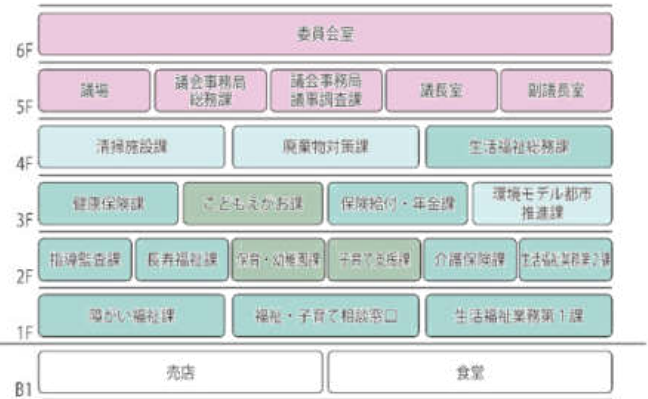 6F
委員会室
5F
議場
議会事務局
総務課
議会事務局
議事調査課
議長室
副議長室
4F
清掃施設課
廃棄物対策課
生活福祉総務課
3F
健康保険課
こどもえがお課
保険給付・年金課
環境モデル都市
推進課
2F
指導監査課
長寿福祉課
保育・幼稚園課
子育て支援課
介護保険課
生活福祉業務第2課
1F
障がい福祉課
福祉・子育て相談窓口
生活福祉業務第1課
B1
売店
食堂